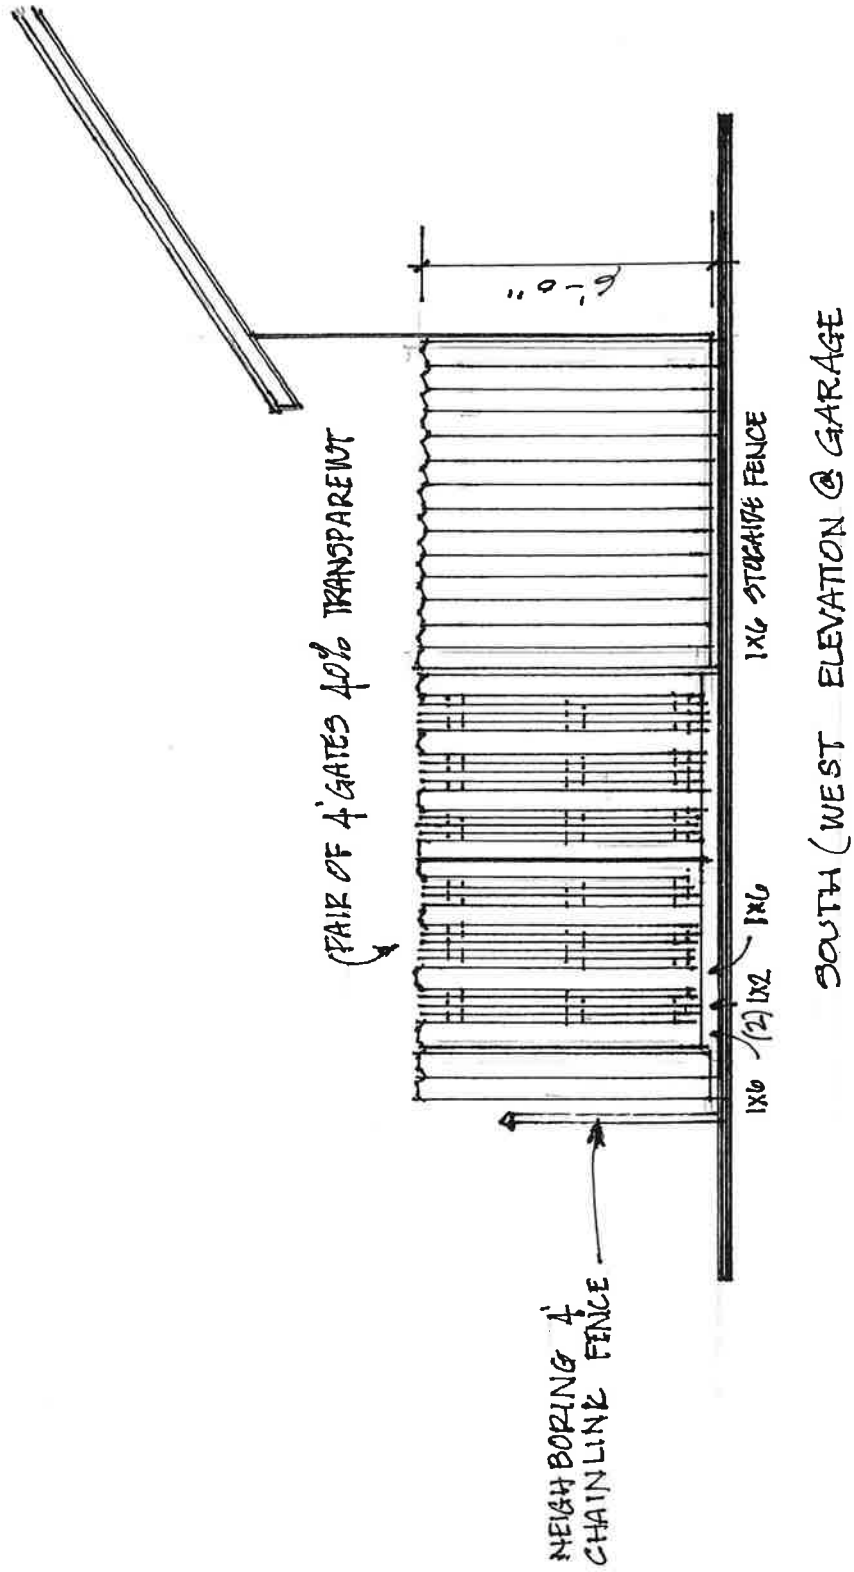 (PAIR OF 4' GATES 40% TRANSPARENT
6'-0"
NEIGHBORING 4'
CHAINLINK FENCE
1X6 (2) 1X2 1X6
1X6 STOCKADE FENCE
SOUTH (WEST ELEVATION @ GARAGE